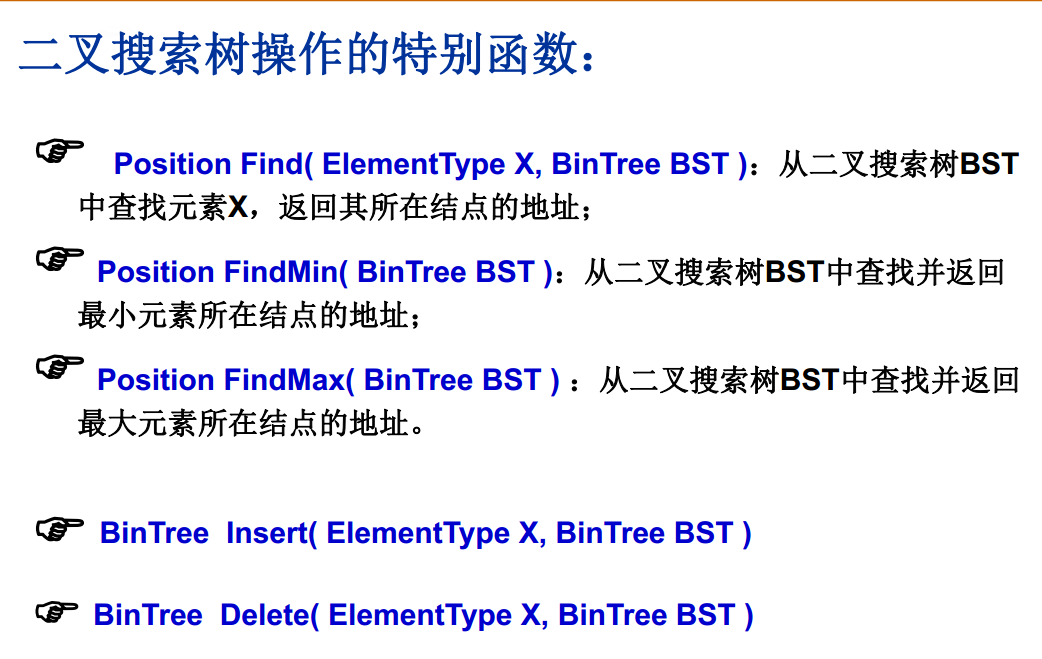 二叉搜索树操作的特别函数：
Position Find( ElementType X, BinTree BST )：从二叉搜索树BST
中查找元素X，返回其所在结点的地址；
Position FindMin( BinTree BST )：从二叉搜索树BST中查找并返回
最小元素所在结点的地址；
Position FindMax( BinTree BST ) ：从二叉搜索树BST中查找并返回
最大元素所在结点的地址。
BinTree Insert( ElementType X, BinTree BST )
BinTree Delete( ElementType X, BinTree BST )